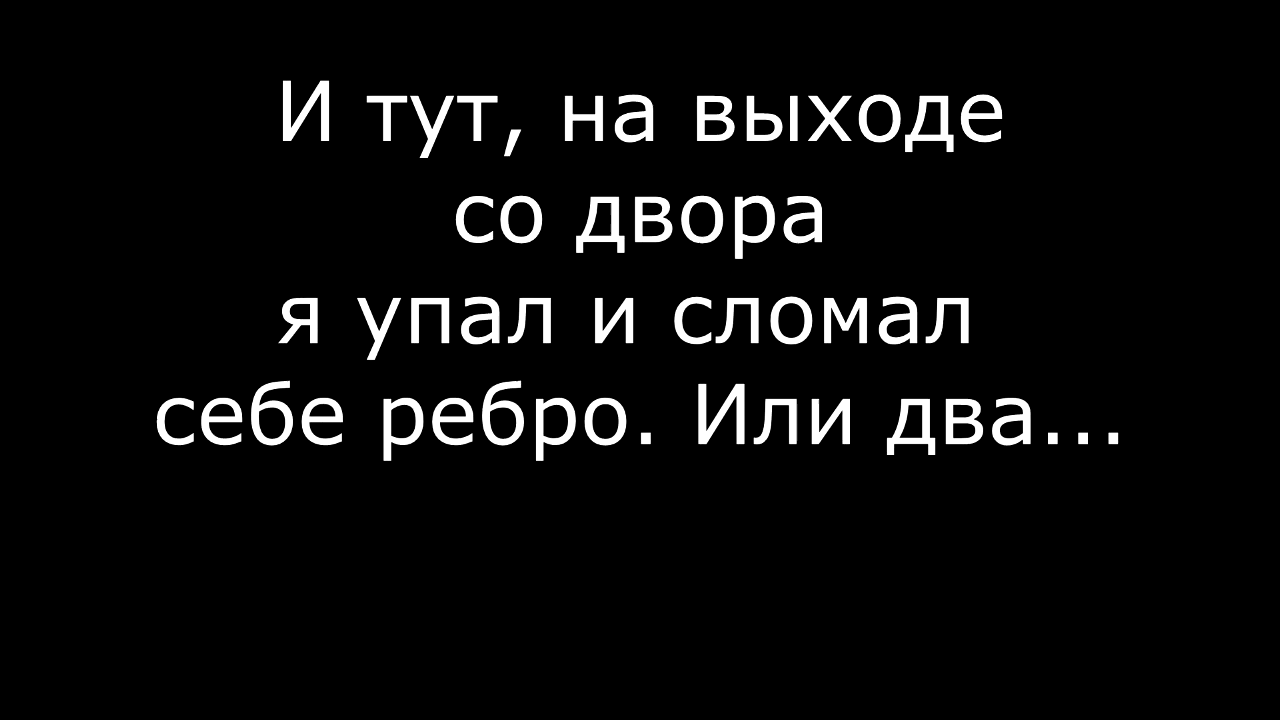 И тут, на выходе
со двора
я упал и сломал
себе ребро. Или два...